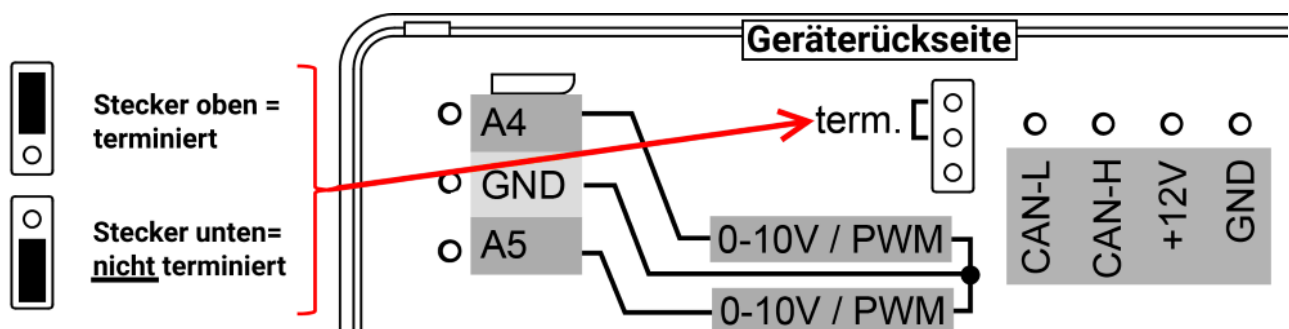 Geräterückseite
Stecker oben =
terminiert
Stecker unten=
nicht terminiert
A4
GND
A5
term.
0-10V / PWM
0-10V / PWM
CAN-L
CAN-H
+12V
GND